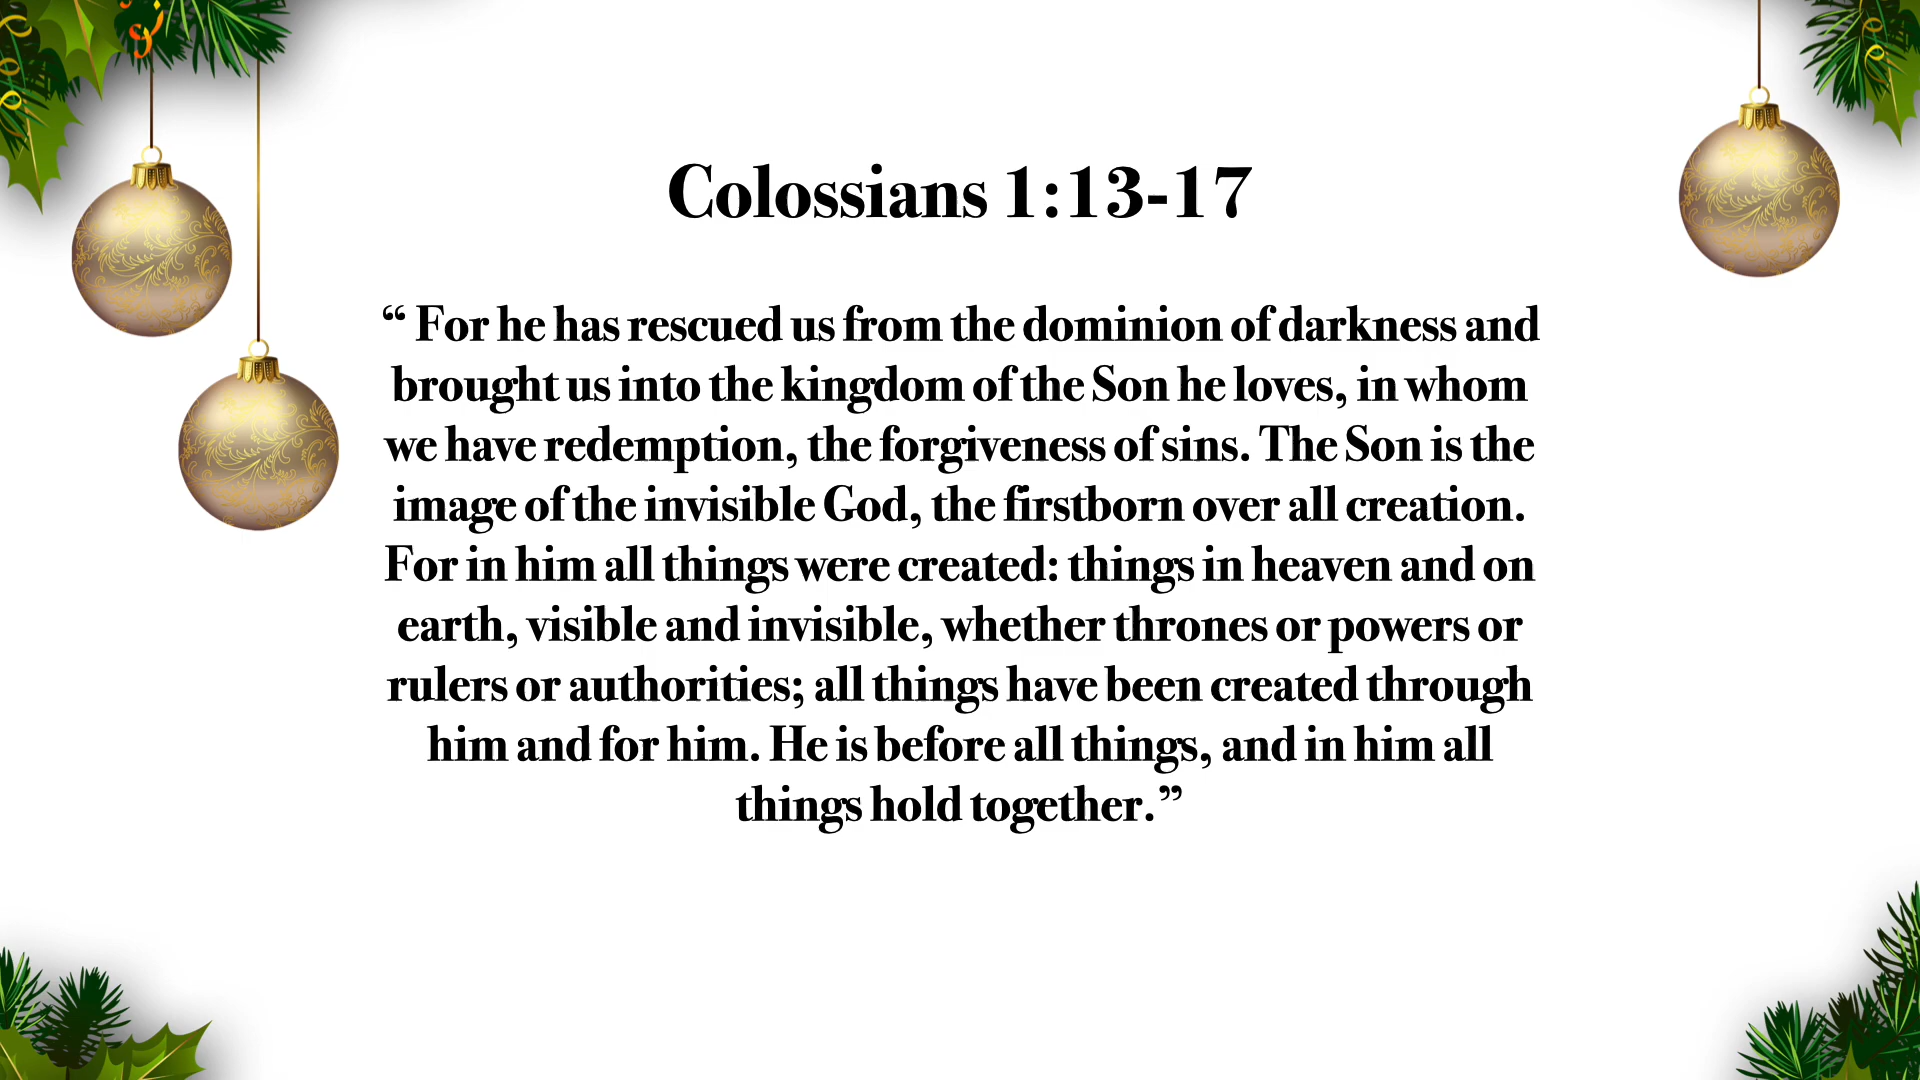 Colossians 1:13-17
“ For he has rescued us from the dominion of darkness and
brought us into the kingdom of the Son he loves, in whom
we have redemption, the forgiveness of sins. The Son is the
image of the invisible God, the firstborn over all creation.
For in him all things were created: things in heaven and on
earth, visible and invisible, whether thrones or powers or
rulers or authorities; all things have been created through
him and for him. He is before all things, and in him all
things hold together.”